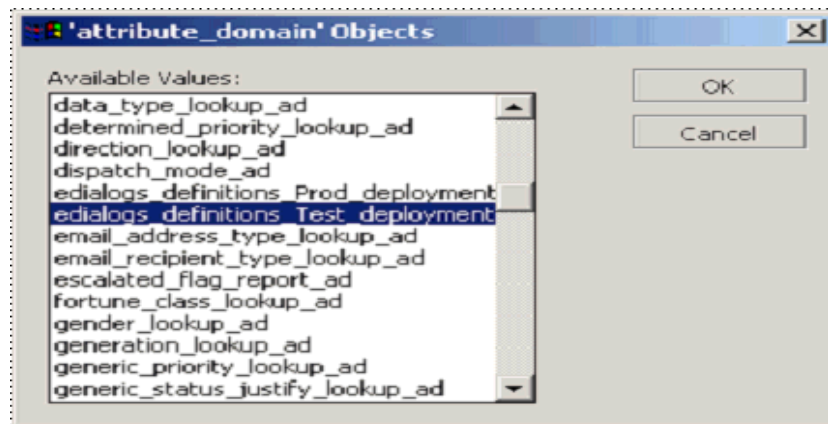 'attribute_domain' Objects
Available Values:
data_type_lookup_ad
determined_priority_lookup_ad
direction_lookup_ad
dispatch_mode_ad
edialogs_definitions_Prod_deployment
edialogs_definitions_Test_deployment
email_address_type_lookup_ad
email_recipient_type_lookup_ad
escalated_flag_report_ad
fortune_class_lookup_ad
gender_lookup_ad
generation_lookup_ad
generic_priority_lookup_ad
generic_status_justify_lookup_ad
OK
Cancel